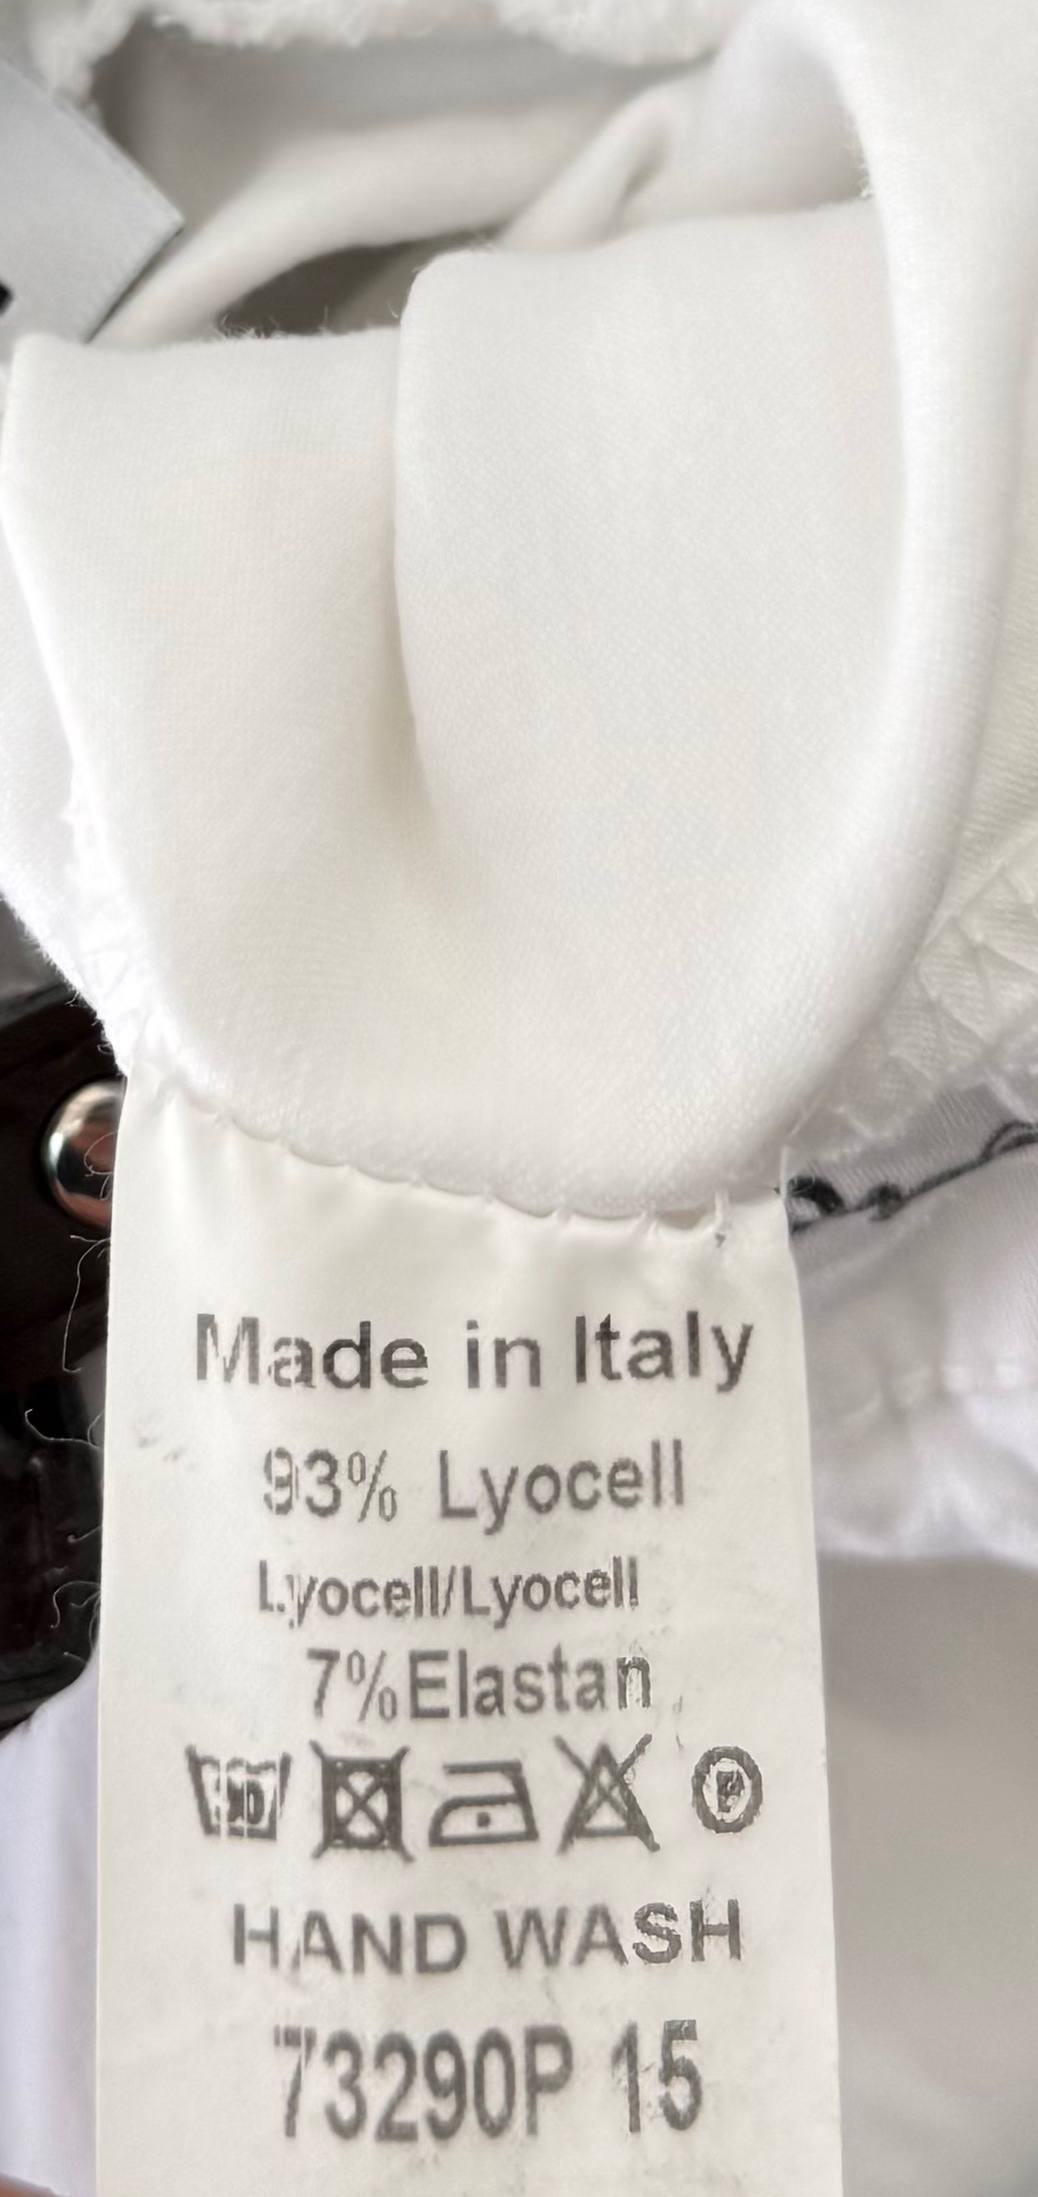 Made in Italy
93% Lyocell
Lyocell/Lyocell
7%Elastan
P
HAND WASH
73290P 15